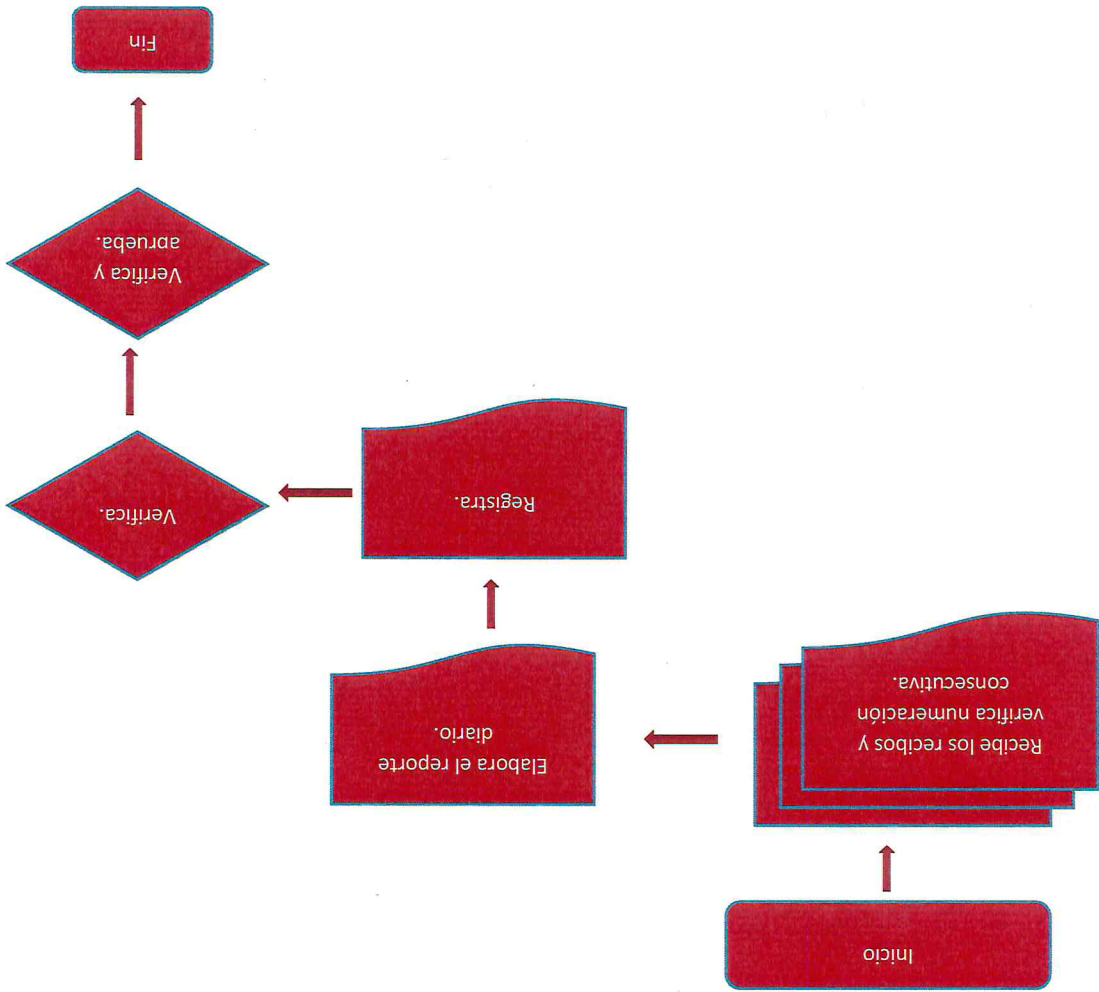 Inicio
Recibe los recibos y
verifica numeración
consecutiva.
Elabora el reporte
diario.
Registra.
Verifica.
Verifica y
aprueba.
Fin